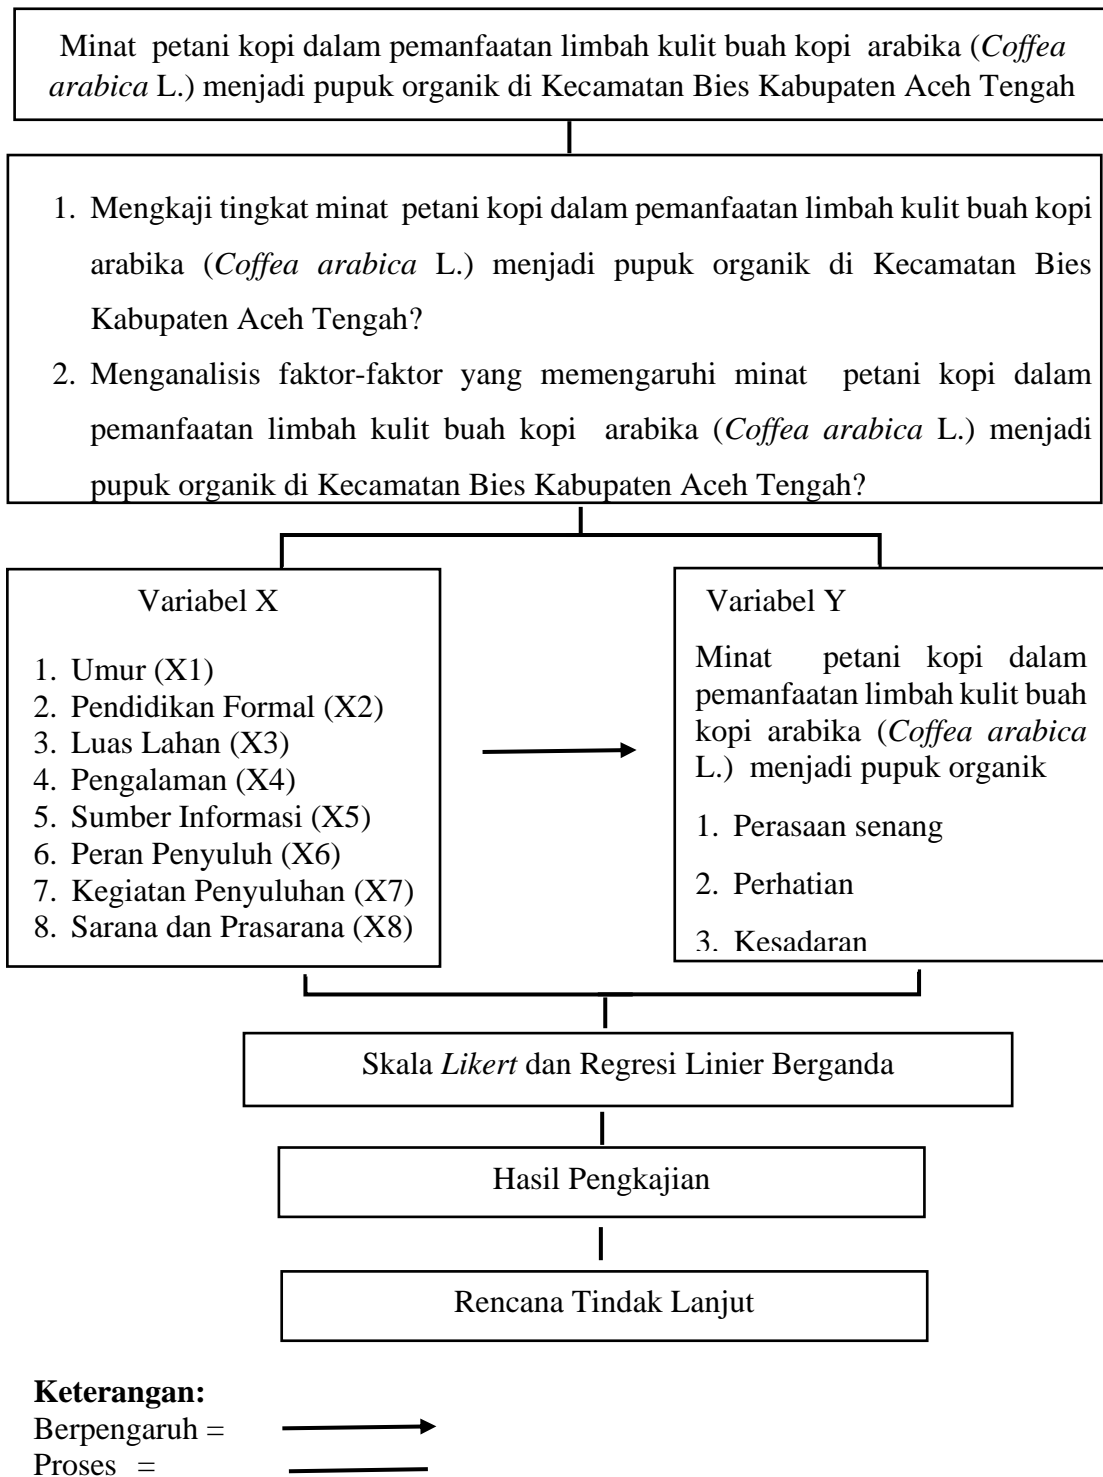 Minat petani kopi dalam pemanfaatan limbah kulit buah kopi arabika (Coffea
arabica L.) menjadi pupuk organik di Kecamatan Bies Kabupaten Aceh Tengah
1. Mengkaji tingkat minat petani kopi dalam pemanfaatan limbah kulit buah kopi
arabika (Coffea arabica L.) menjadi pupuk organik di Kecamatan Bies
Kabupaten Aceh Tengah?
2. Menganalisis faktor-faktor yang memengaruhi minat petani kopi dalam
pemanfaatan limbah kulit buah kopi arabika (Coffea arabica L.) menjadi
pupuk organik di Kecamatan Bies Kabupaten Aceh Tengah?
Variabel X
1. Umur (X1)
2. Pendidikan Formal (X2)
3. Luas Lahan (X3)
4. Pengalaman (X4)
5. Sumber Informasi (X5)
6. Peran Penyuluh (X6)
7. Kegiatan Penyuluhan (X7)
8. Sarana dan Prasarana (X8)
Variabel Y
Minat petani kopi dalam
pemanfaatan limbah kulit buah
kopi arabika (Coffea arabica
L.) menjadi pupuk organik
1. Perasaan senang
2. Perhatian
3. Kesadaran
Skala Likert dan Regresi Linier Berganda
Hasil Pengkajian
Rencana Tindak Lanjut
Keterangan:
Berpengaruh =
Proses =